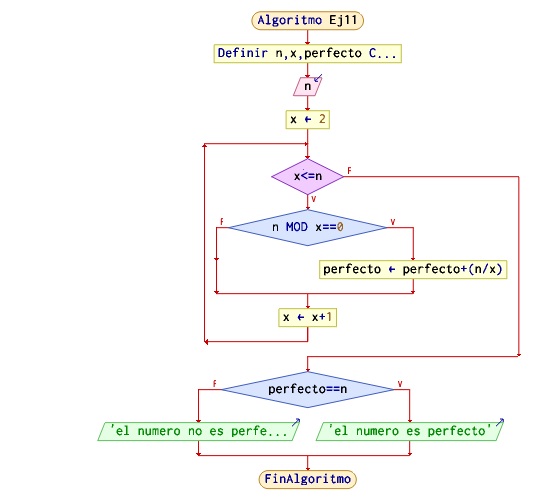 Algoritmo Ej11
Definir n,x,perfecto C...
n
x ← 2
x<=n
F
V
n MOD x==0
F
V
perfecto ← perfecto+(n/x)
x ← x+1
perfecto==n
F
V
'el numero no es perfe...
'el numero es perfecto'
FinAlgoritmo